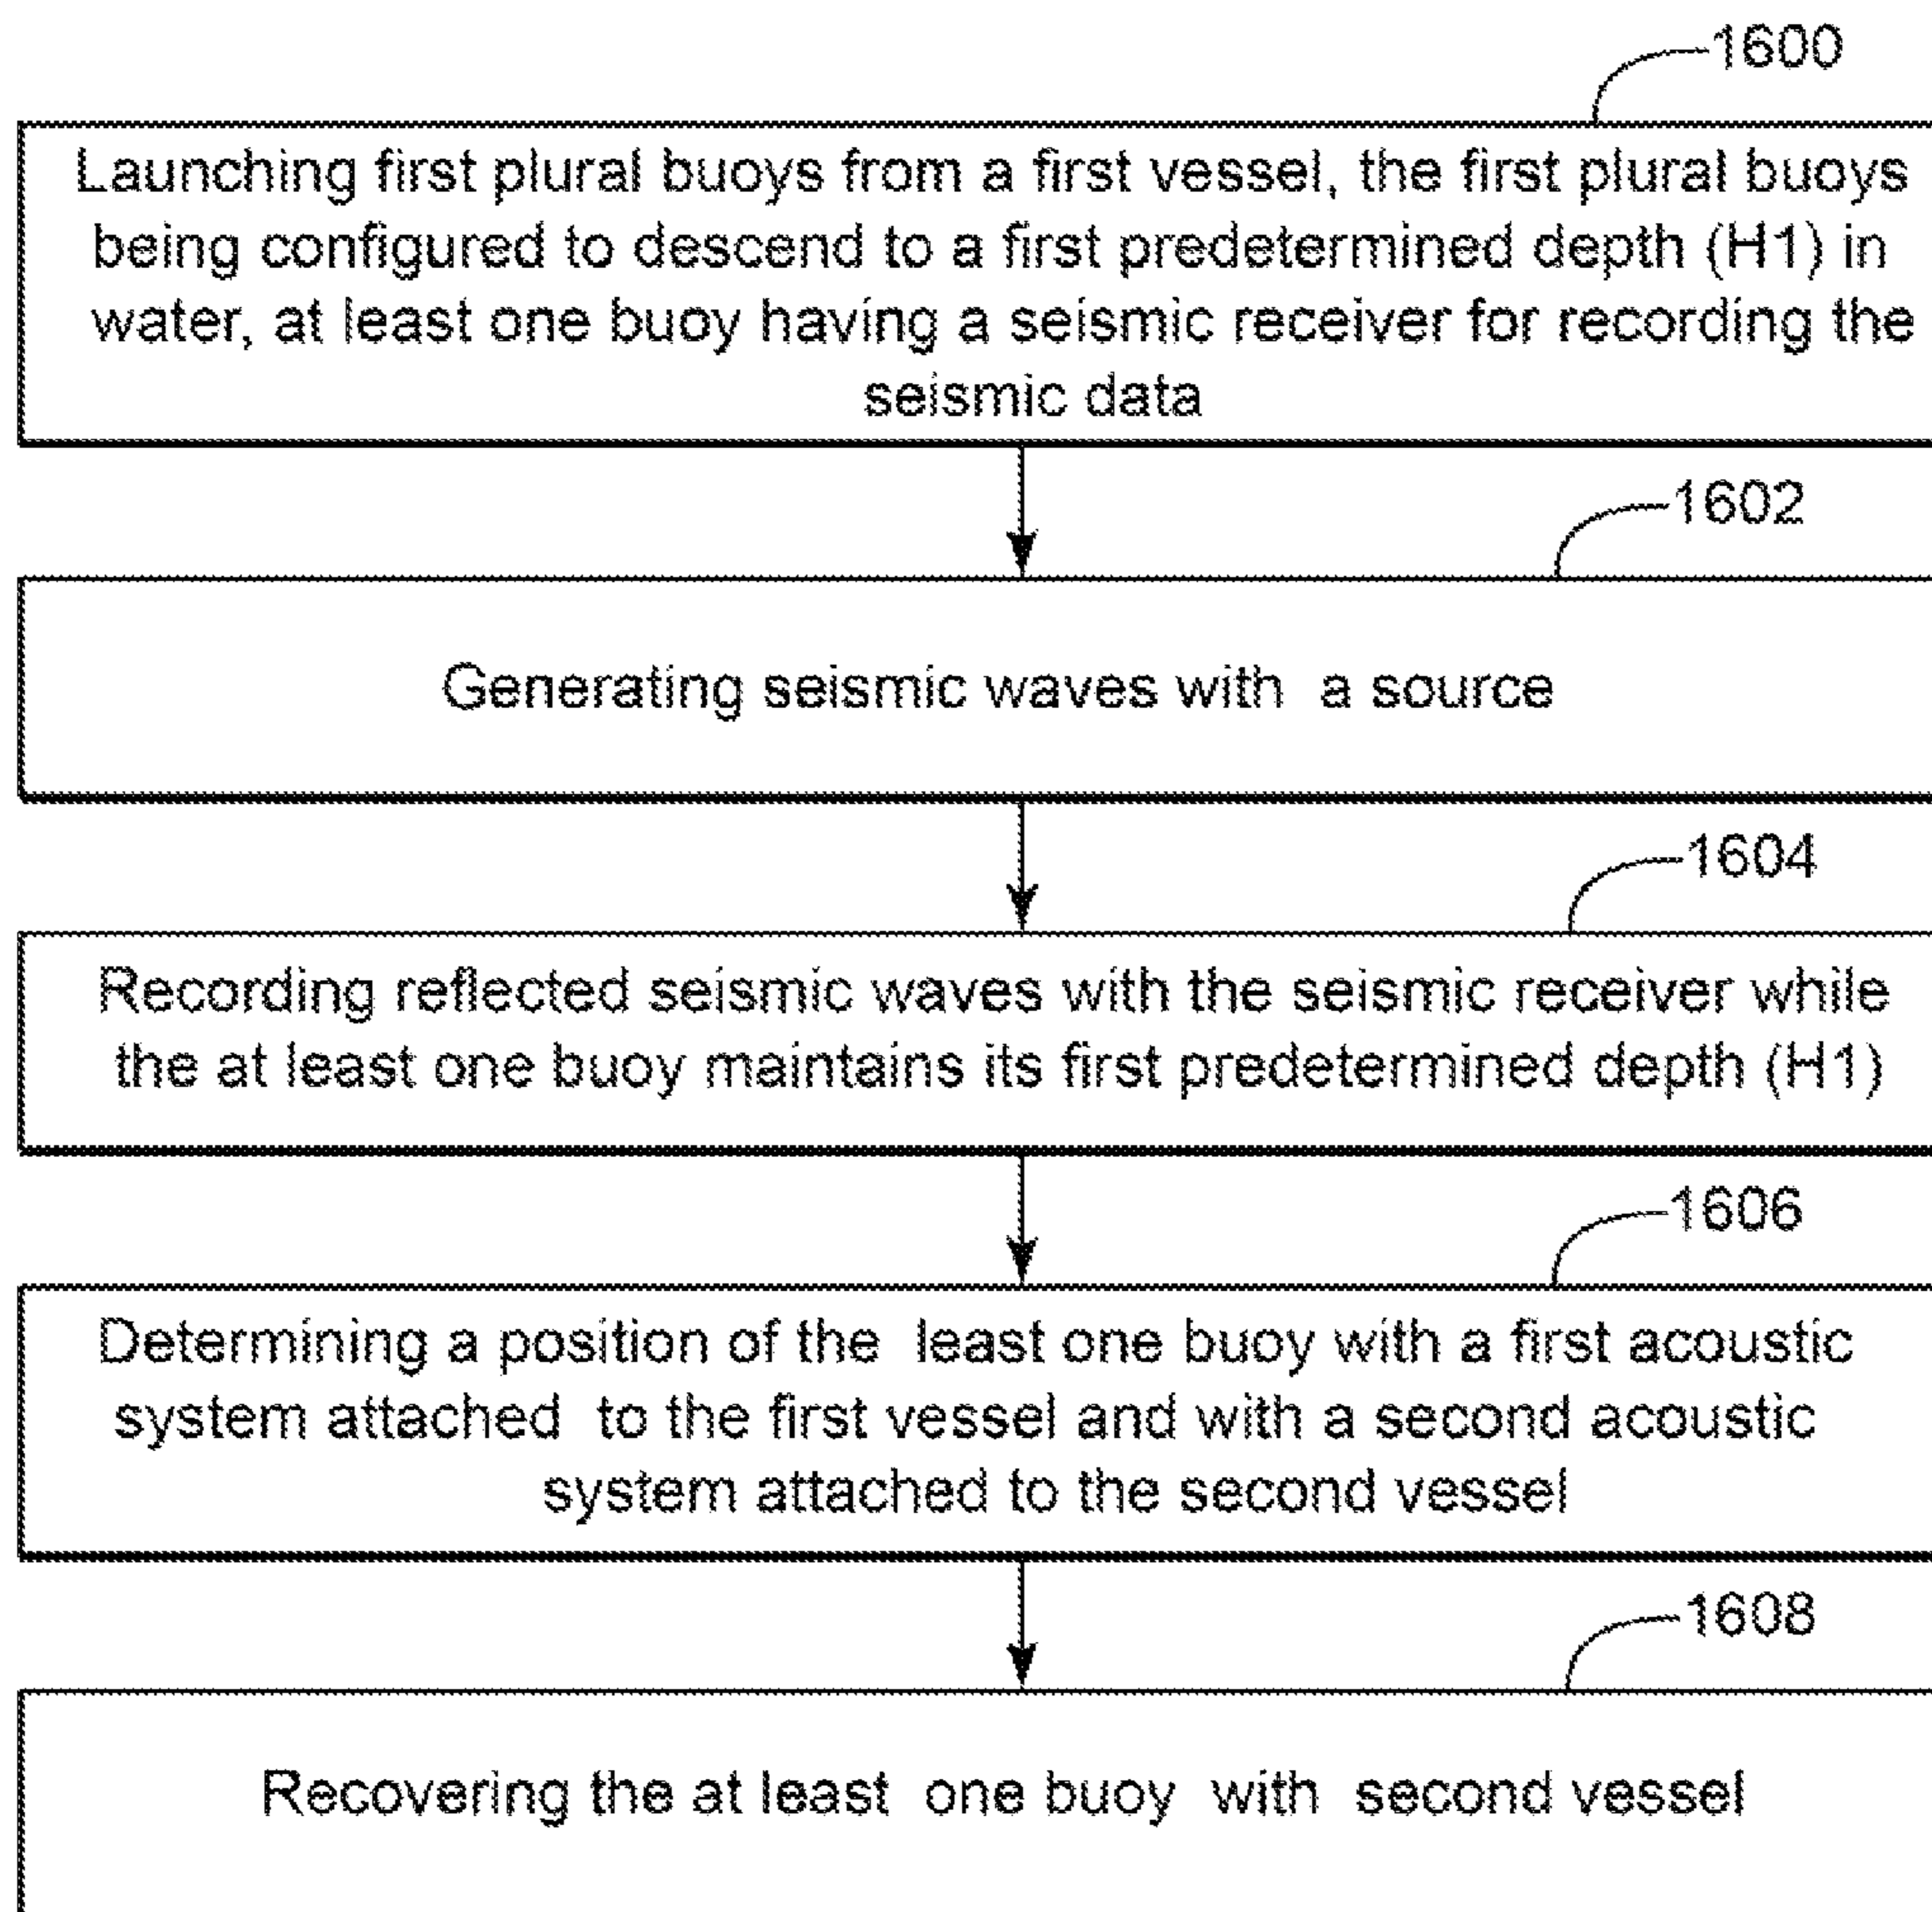 1600
Launching first plural buoys from a first vessel, the first plural buoys
being configured to descend to a first predetermined depth (H1) in
water, at least one buoy having a seismic receiver for recording the
seismic data
1602
Generating seismic waves with a source
1604
Recording reflected seismic waves with the seismic receiver while
the at least one buoy maintains its first predetermined depth (H1)
1606
Determining a position of the least one buoy with a first acoustic
system attached to the first vessel and with a second acoustic
system attached to the second vessel
1608
Recovering the at least one buoy with second vessel